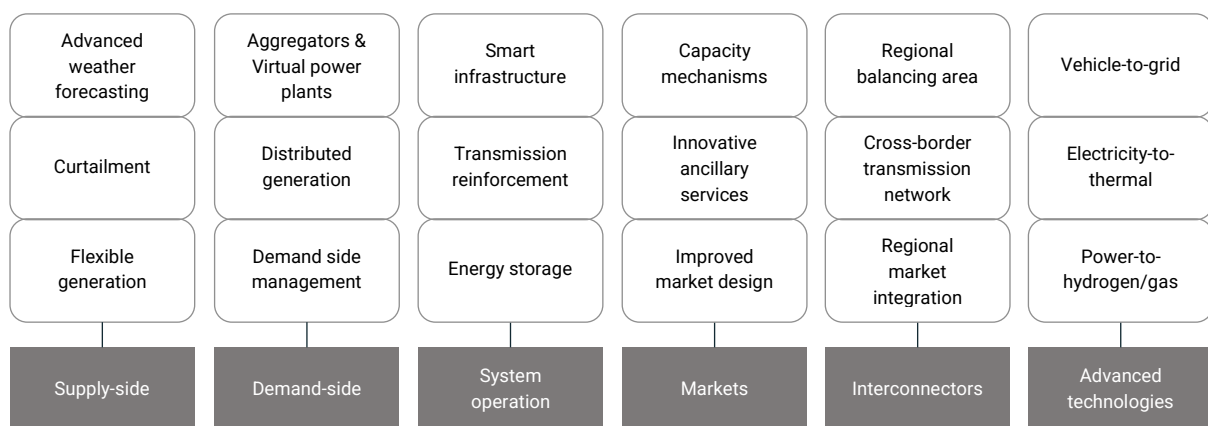 Advanced
weather
forecasting
Aggregators &
Virtual power
plants
Smart
infrastructure
Capacity
mechanisms
Regional
balancing area
Vehicle-to-grid
Curtailment
Distributed
generation
Transmission
reinforcement
Innovative
ancillary
services
Cross-border
transmission
network
Electricity-to-
thermal
Flexible
generation
Demand side
management
Energy storage
Improved
market design
Regional
market
integration
Power-to-
hydrogen/gas
Supply-side
Demand-side
System
operation
Markets
Interconnectors
Advanced
technologies